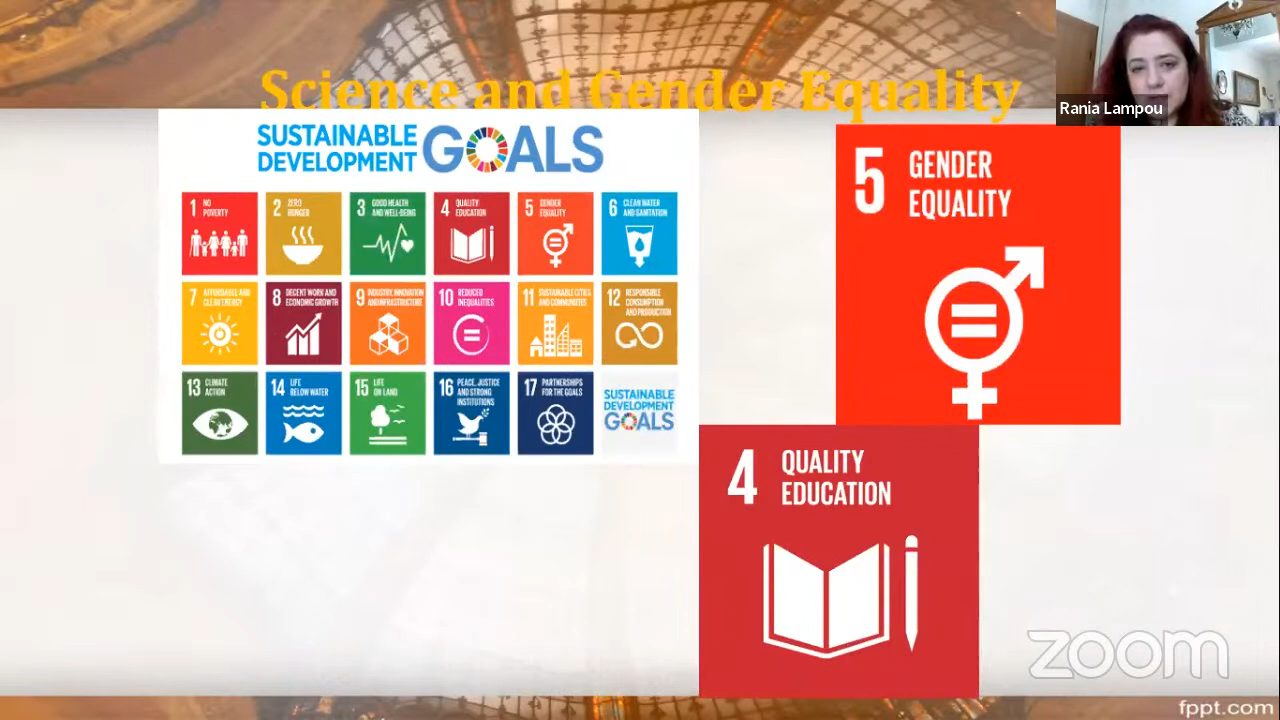 Science and Gender Equality
Rania Lampou
SUSTAINABLE
DEVELOPMENT
GOALS
1 NO
POVERTY
2 ZERO
HUNGER
3 GOOD HEALTH
AND WELL-BEING
4 QUALITY
EDUCATION
5 GENDER
EQUALITY
6 CLEAN WATER
AND SANITATION
7 AFFORDABLE AND
CLEAN ENERGY
8 DECENT WORK AND
ECONOMIC GROWTH
9 INDUSTRY, INNOVATION
AND INFRASTRUCTURE
10 REDUCED
INEQUALITIES
11 SUSTAINABLE CITIES
AND COMMUNITIES
12 RESPONSIBLE
CONSUMPTION
AND PRODUCTION
13 CLIMATE
ACTION
14 LIFE
BELOW WATER
15 LIFE
ON LAND
16 PEACE, JUSTICE
AND STRONG
INSTITUTIONS
17 PARTNERSHIPS
FOR THE GOALS
SUSTAINABLE
DEVELOPMENT
GOALS
5 GENDER
EQUALITY
4 QUALITY
EDUCATION
zoom
fppt.com